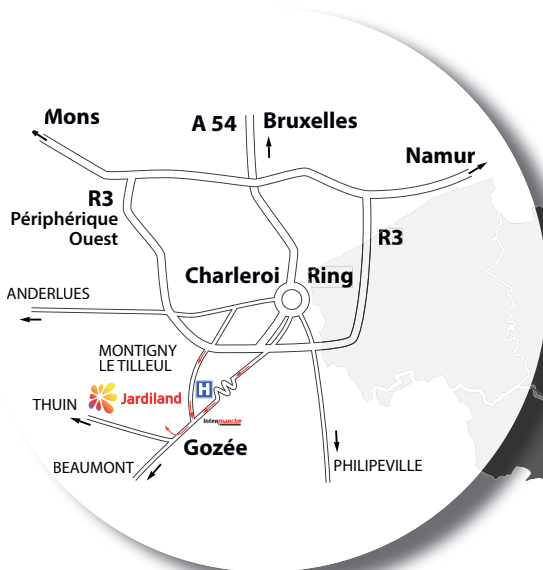 Mons
A 54
Bruxelles
Namur
R3
Périphérique
Ouest
R3
Charleroi
Ring
ANDERLUES
MONTIGNY
LE TILLEUL
H
Jardiland
THUIN
Intermarché
Gozée
BEAUMONT
PHILIPEVILLE